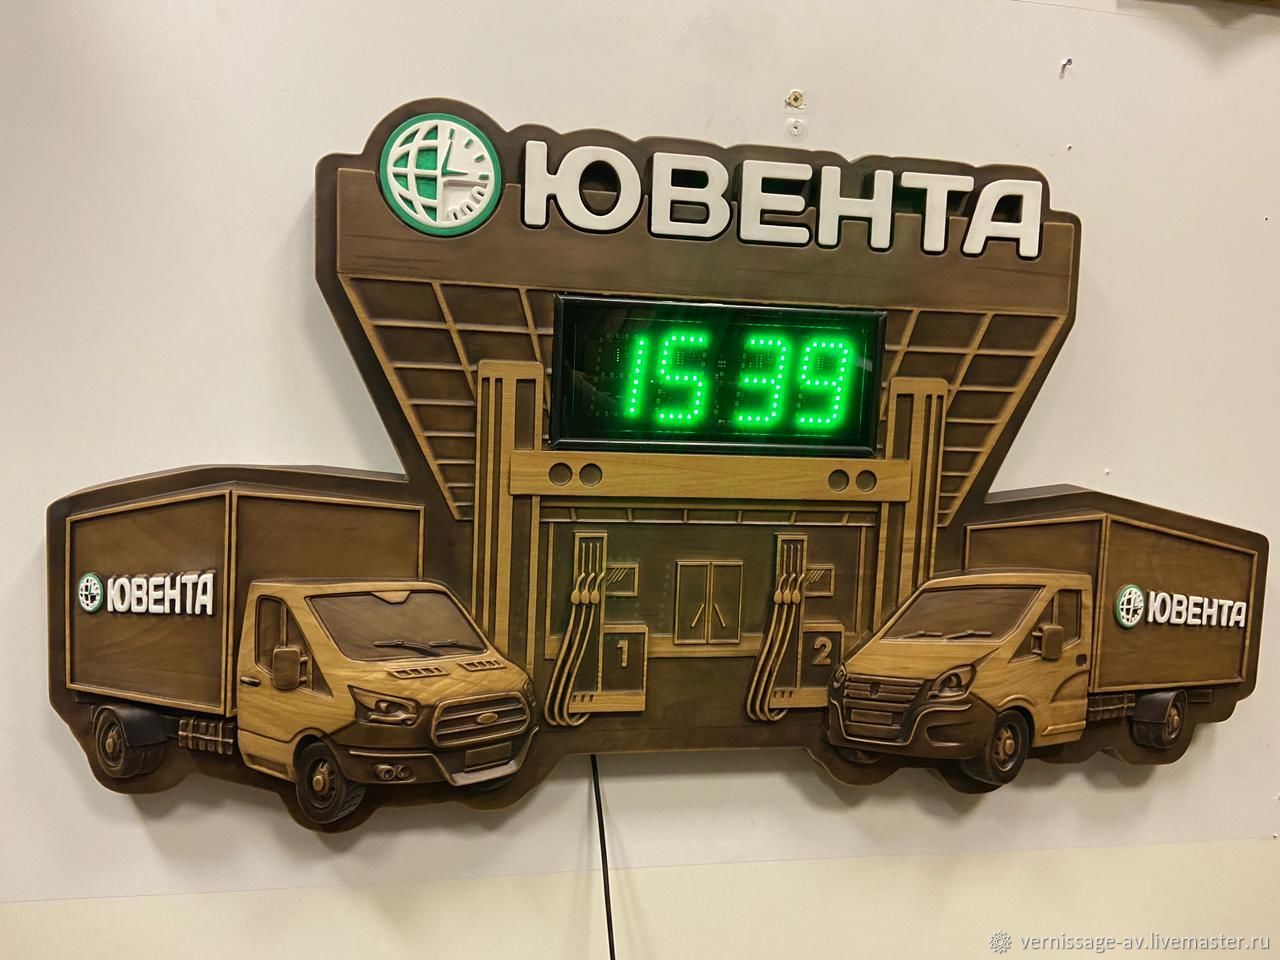 ЮВЕНТА
15 39
ЮВЕНТА
ЮВЕНТА
1
2
vernissage-av.livemaster.ru